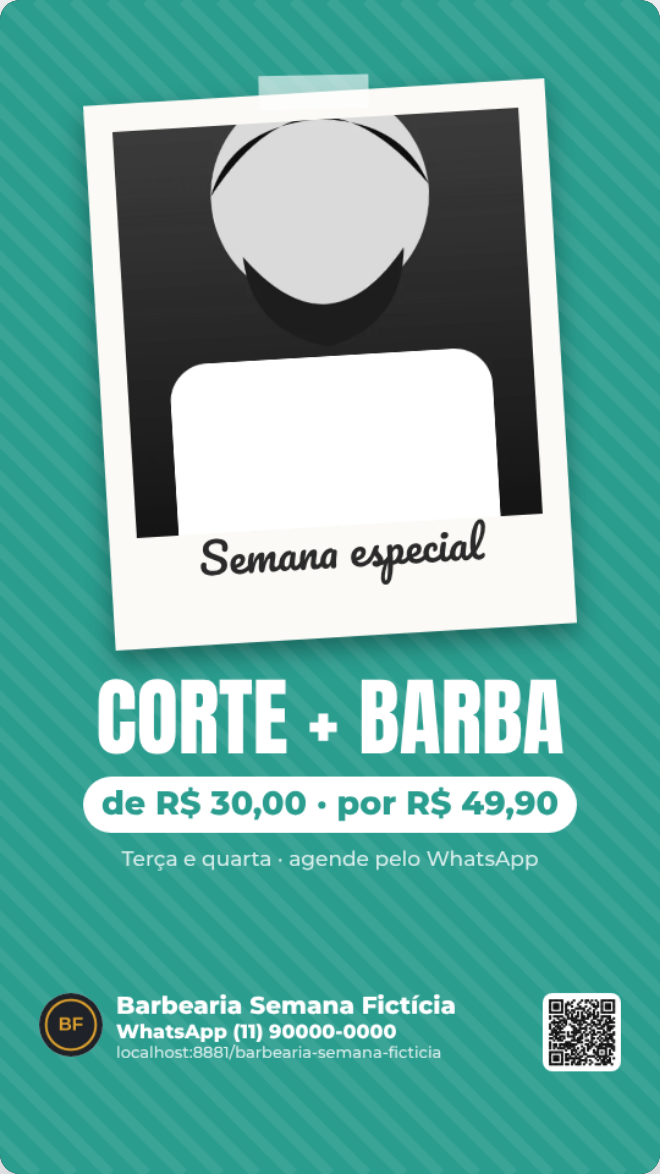 Semana especial
CORTE + BARBA
de R$ 30,00 · por R$ 49,90
Terça e quarta · agende pelo WhatsApp
BF
Barbearia Semana Fictícia
WhatsApp (11) 90000-0000
localhost:8881/barbearia-semana-ficticia